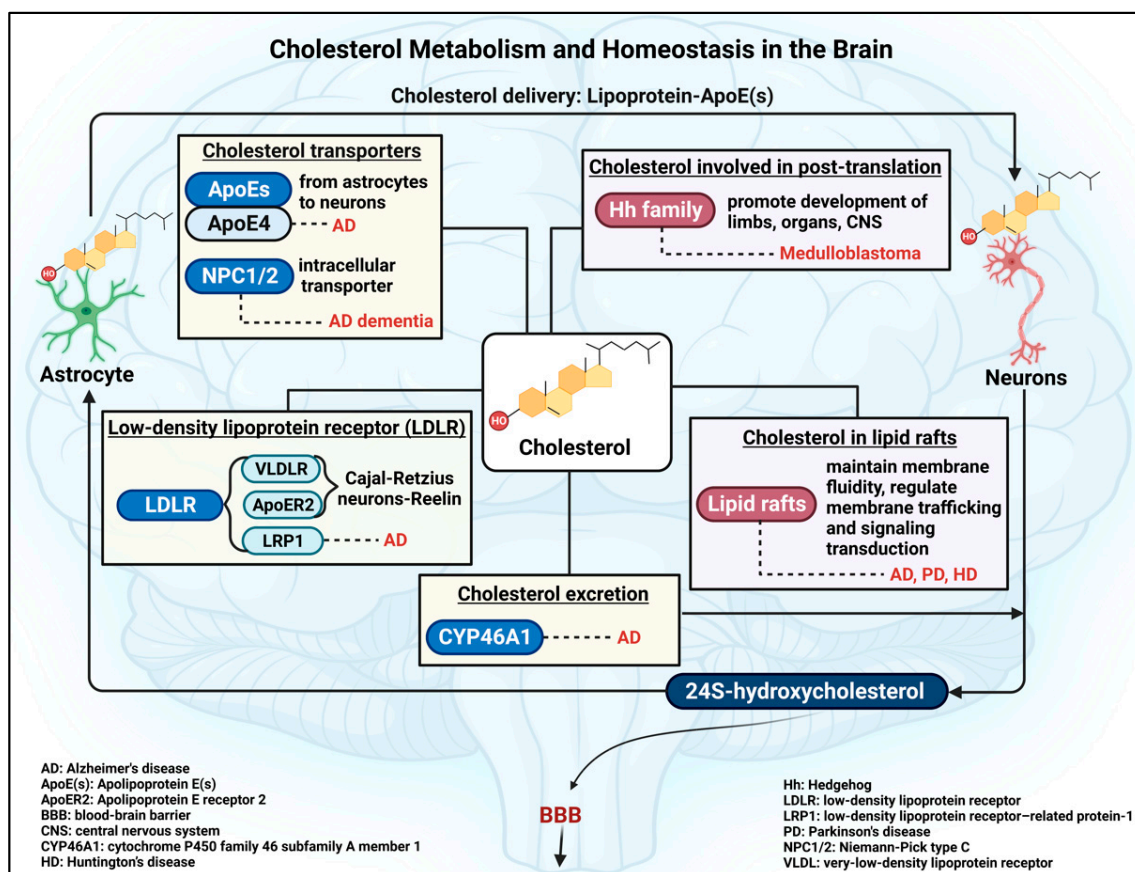 Cholesterol Metabolism and Homeostasis in the Brain
Cholesterol delivery: Lipoprotein-ApoE(s)
Cholesterol transporters
ApoEs
from astrocytes
to neurons
ApoE4
AD
NPC1/2
intracellular
transporter
AD dementia
Cholesterol involved in post-translation
Hh family
promote development of
limbs, organs, CNS
Medulloblastoma
HO
Astrocyte
HO
Neurons
HO
Cholesterol
Low-density lipoprotein receptor (LDLR)
LDLR
VLDLR
ApoER2
LRP1
Cajal-Retzius
neurons-Reelin
AD
Cholesterol in lipid rafts
Lipid rafts
maintain membrane
fluidity, regulate
membrane trafficking
and signaling
transduction
AD, PD, HD
Cholesterol excretion
CYP46A1
AD
24S-hydroxycholesterol
BBB
AD: Alzheimer's disease
ApoE(s): Apolipoprotein E(s)
ApoER2: Apolipoprotein E receptor 2
BBB: blood-brain barrier
CNS: central nervous system
CYP46A1: cytochrome P450 family 46 subfamily A member 1
HD: Huntington's disease
Hh: Hedgehog
LDLR: low-density lipoprotein receptor
LRP1: low-density lipoprotein receptor–related protein-1
PD: Parkinson's disease
NPC1/2: Niemann-Pick type C
VLDL: very-low-density lipoprotein receptor